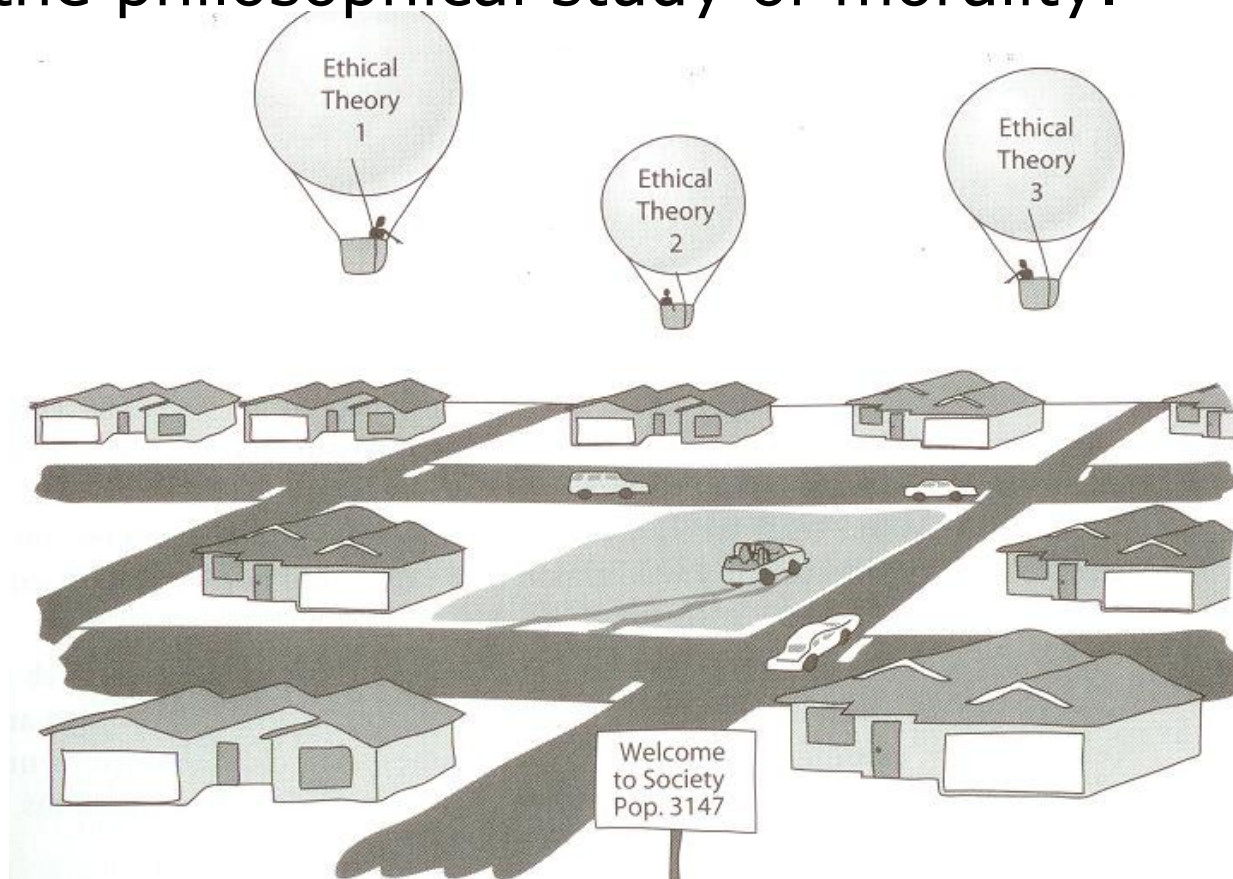 the philosophical study of morality.
Ethical
Theory
1
Ethical
Theory
2
Ethical
Theory
3
Welcome
to Society
Pop. 3147